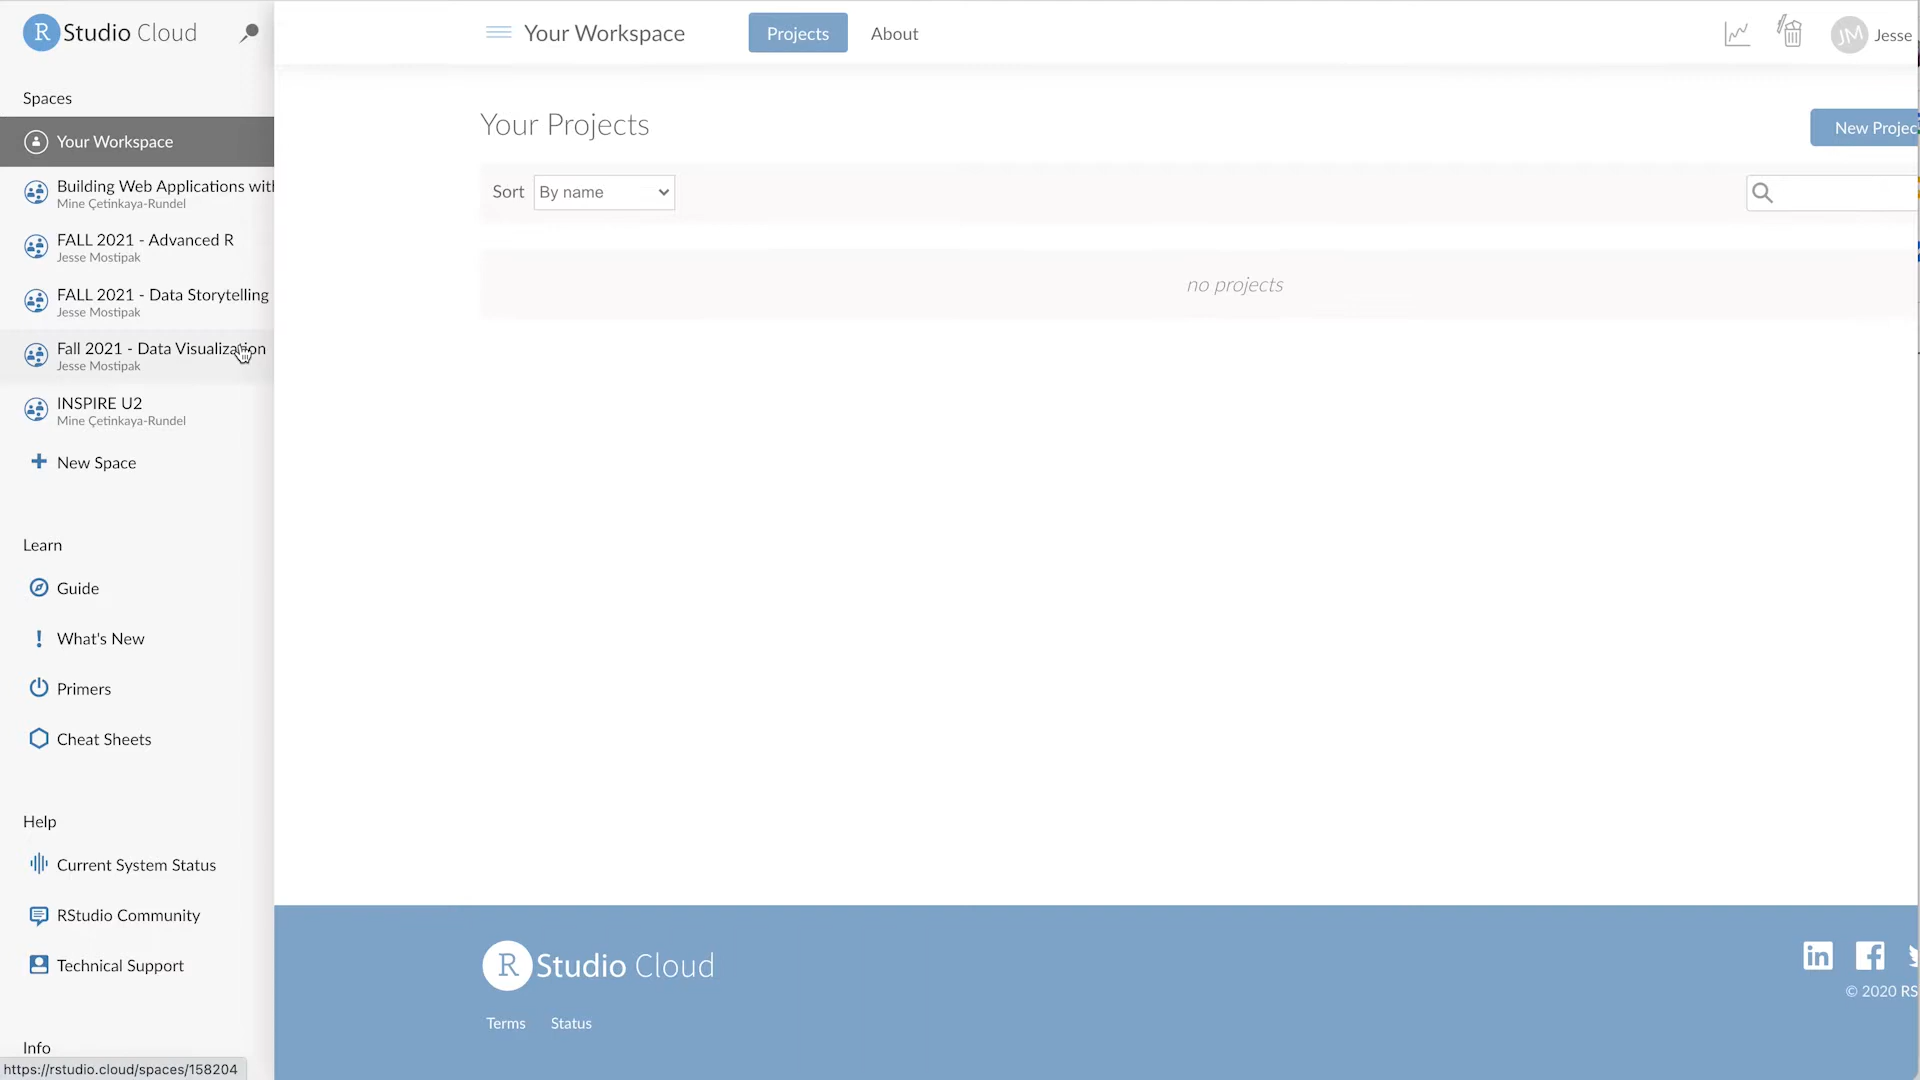 R Studio Cloud
Your Workspace
Projects
About
JM
Jesse
Spaces
Your Workspace
Building Web Applications with
Mine Çetinkaya-Rundel
FALL 2021 - Advanced R
Jesse Mostipak
FALL 2021 - Data Storytelling
Jesse Mostipak
Fall 2021 - Data Visualization
Jesse Mostipak
INSPIRE U2
Mine Çetinkaya-Rundel
New Space
Learn
Guide
What's New
Primers
Cheat Sheets
Help
Current System Status
RStudio Community
Technical Support
Info
https://rstudio.cloud/spaces/158204
Your Projects
New Projec
Sort
By name
no projects
R Studio Cloud
Terms
Status
in
f
© 2020 RS